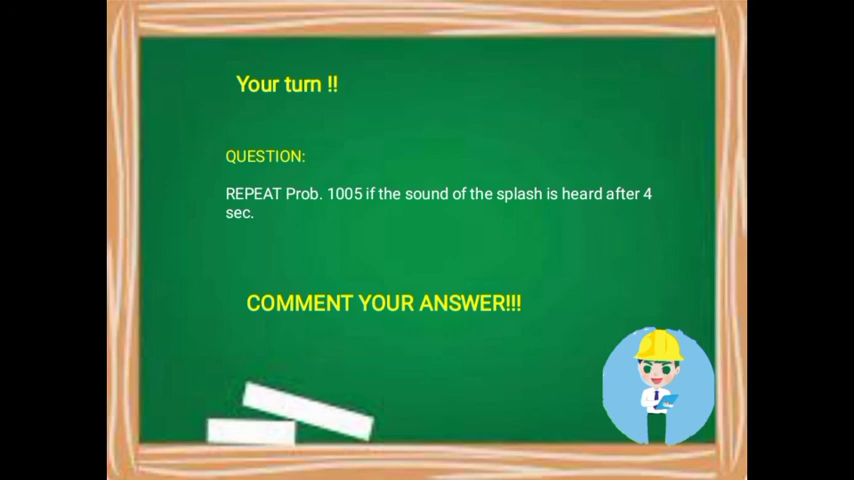 Your turn !!
QUESTION:
REPEAT Prob. 1005 if the sound of the splash is heard after 4
sec.
COMMENT YOUR ANSWER!!!